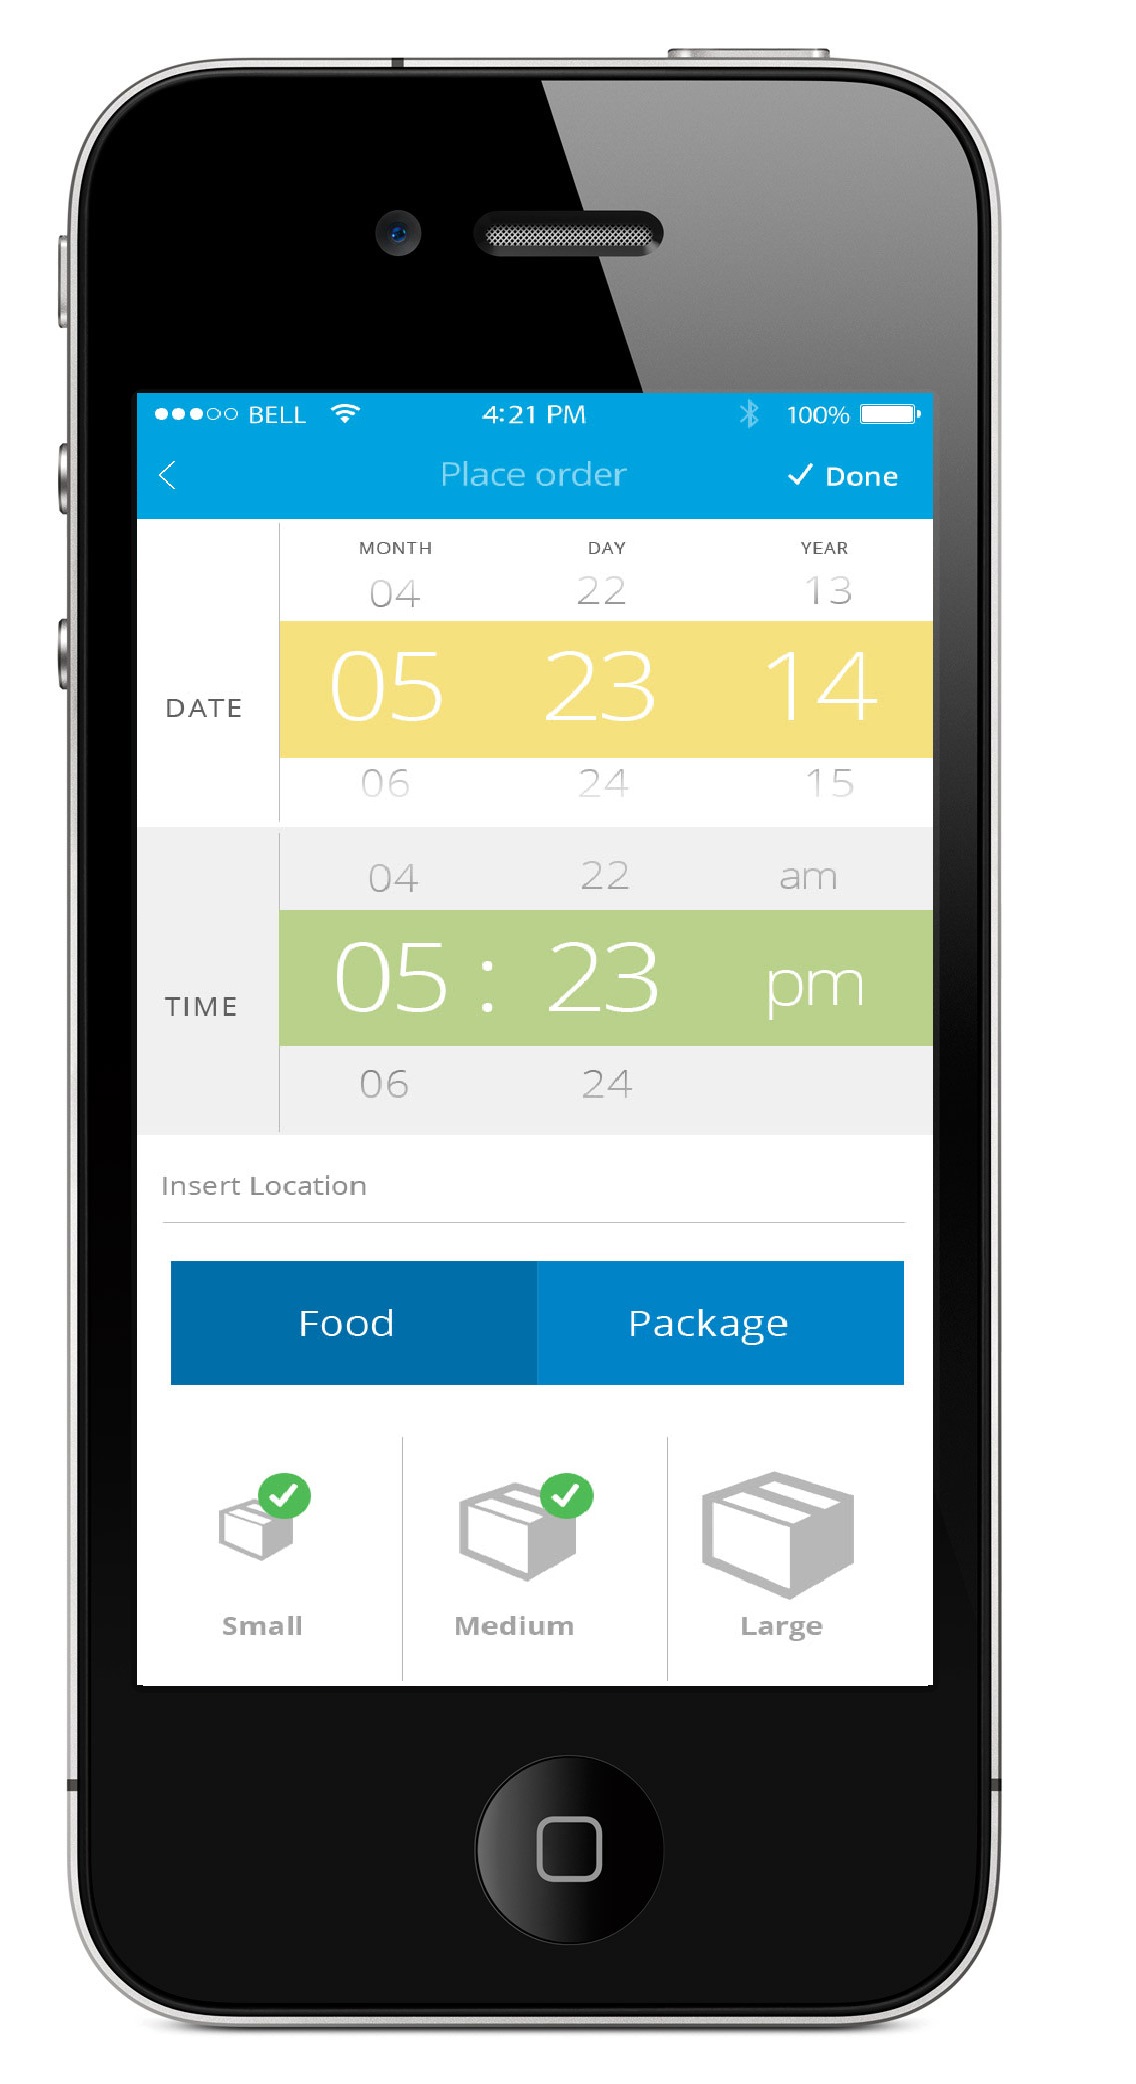 BELL 4:21 PM 100%
Place order Done
MONTH DAY YEAR
04 22 13
DATE 05 23 14
06 24 15
04 22 am
TIME 05 : 23 pm
06 24
Insert Location
Food Package
Small Medium Large